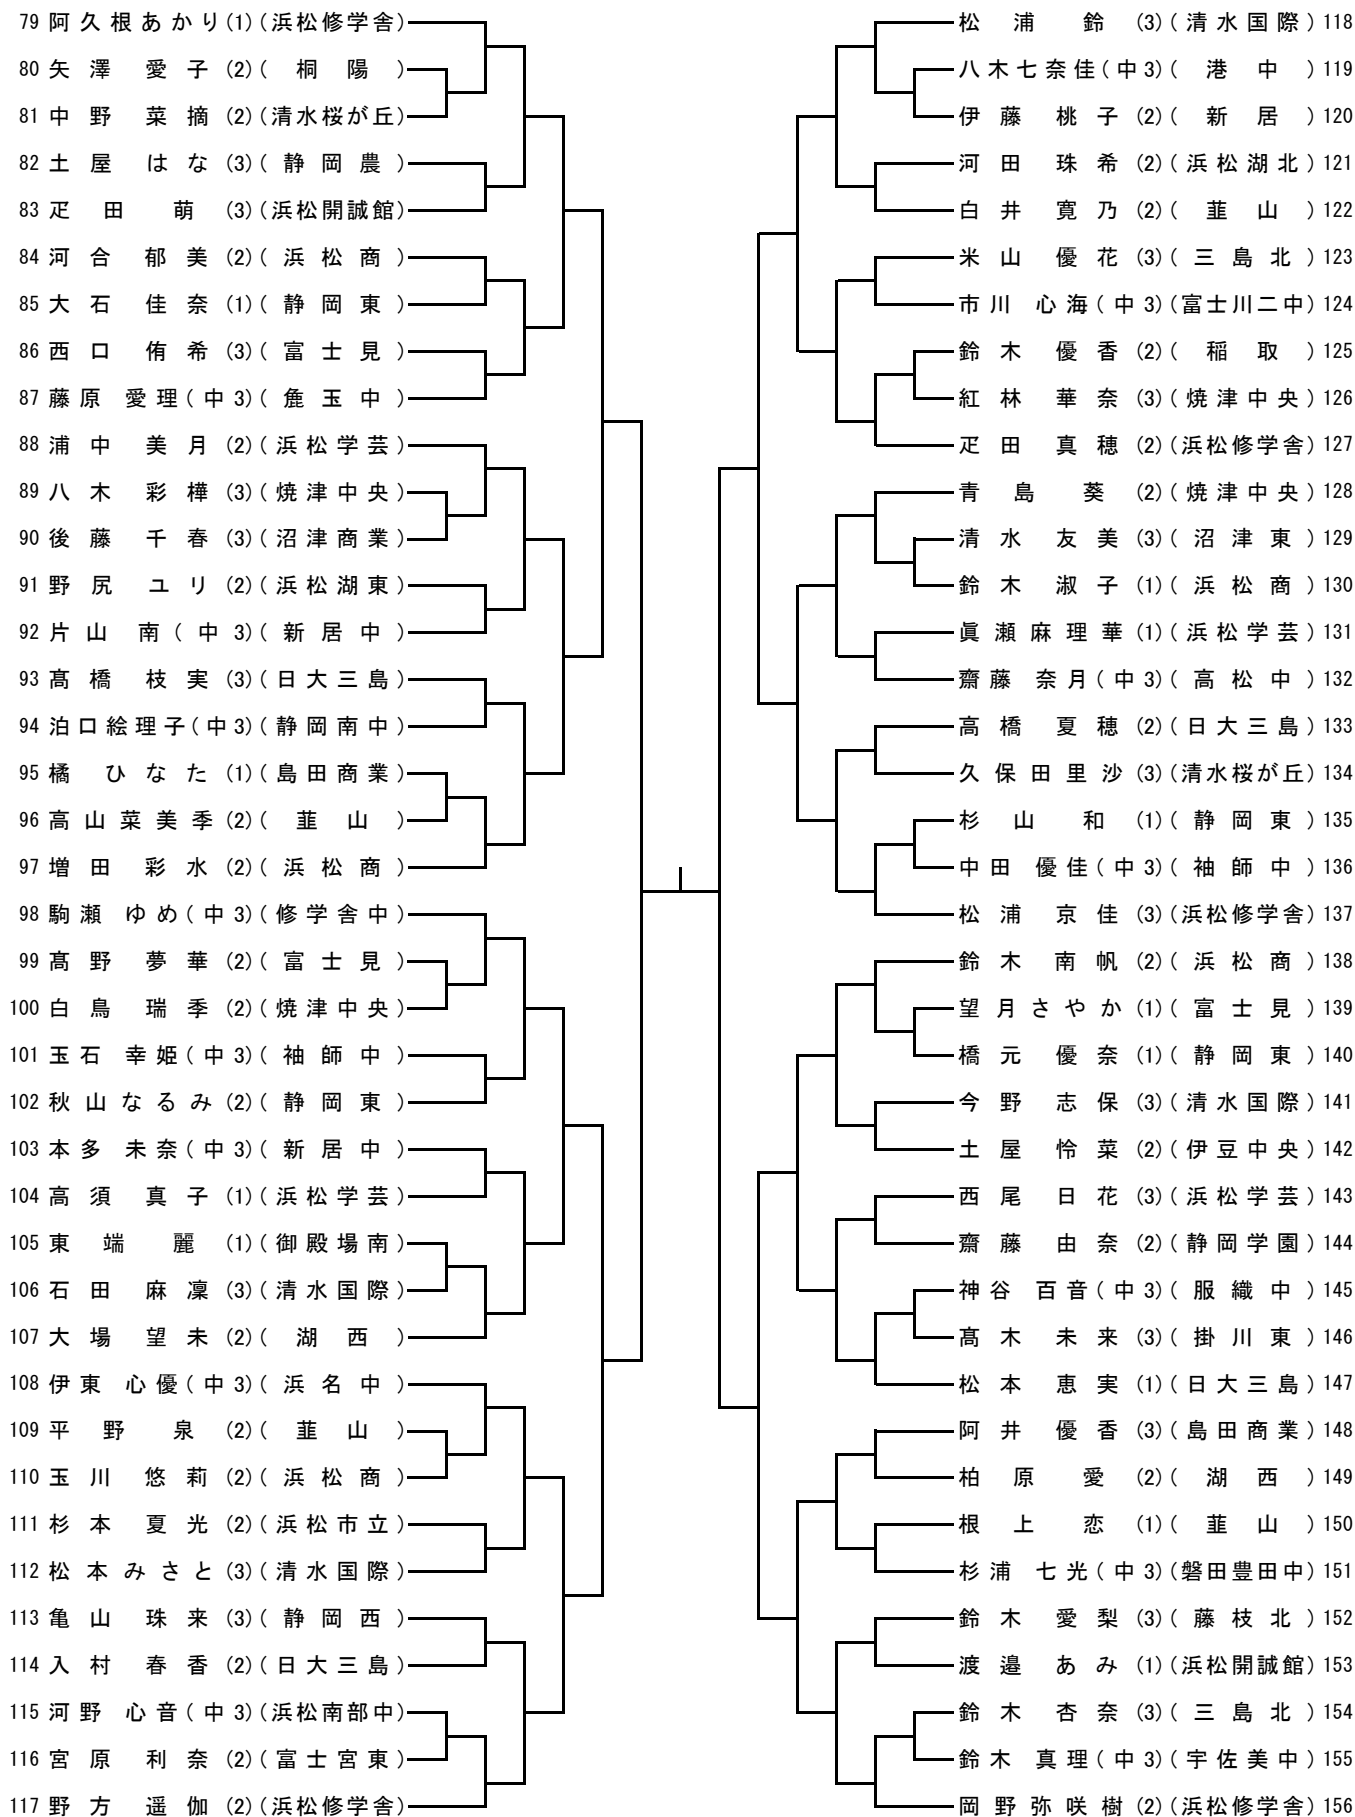 79 阿久根あかり (1) (浜松修学舎)
80 矢澤 愛子 (2) (桐陽)
81 中野 菜摘 (2) (清水桜が丘)
82 土屋 はな (3) (静岡農)
83 疋田 萌 (3) (浜松開誠館)
84 河合 郁美 (2) (浜松商)
85 大石 佳奈 (1) (静岡東)
86 西口 侑希 (3) (富士見)
87 藤原 愛理 (中3) (麁玉中)
88 浦中 美月 (2) (浜松学芸)
89 八木 彩樺 (3) (焼津中央)
90 後藤 千春 (3) (沼津商業)
91 野尻 ユリ (2) (浜松湖東)
92 片山 南 (中3) (新居中)
93 髙橋 枝実 (3) (日大三島)
94 泊口絵理子 (中3) (静岡南中)
95 橘 ひなた (1) (島田商業)
96 高山菜美季 (2) (韮山)
97 増田 彩水 (2) (浜松商)
98 駒瀬 ゆめ (中3) (修学舎中)
99 髙野 夢華 (2) (富士見)
100 白鳥 瑞季 (2) (焼津中央)
101 玉石 幸姫 (中3) (袖師中)
102 秋山なるみ (2) (静岡東)
103 本多 未奈 (中3) (新居中)
104 高須 真子 (1) (浜松学芸)
105 東端 麗 (1) (御殿場南)
106 石田 麻凜 (3) (清水国際)
107 大場 望未 (2) (湖西)
108 伊東 心優 (中3) (浜名中)
109 平野 泉 (2) (韮山)
110 玉川 悠莉 (2) (浜松商)
111 杉本 夏光 (2) (浜松市立)
112 松本みさと (3) (清水国際)
113 亀山 珠来 (3) (静岡西)
114 入村 春香 (2) (日大三島)
115 河野 心音 (中3) (浜松南部中)
116 宮原 利奈 (2) (富士宮東)
117 野方 遥伽 (2) (浜松修学舎)
松浦 鈴 (3) (清水国際) 118
八木七奈佳 (中3) (港中) 119
伊藤 桃子 (2) (新居) 120
河田 珠希 (2) (浜松湖北) 121
白井 寛乃 (2) (韮山) 122
米山 優花 (3) (三島北) 123
市川 心海 (中3) (富士川二中) 124
鈴木 優香 (2) (稲取) 125
紅林 華奈 (3) (焼津中央) 126
疋田 真穂 (2) (浜松修学舎) 127
青島 葵 (2) (焼津中央) 128
清水 友美 (3) (沼津東) 129
鈴木 淑子 (1) (浜松商) 130
眞瀬麻理華 (1) (浜松学芸) 131
齋藤 奈月 (中3) (高松中) 132
高橋 夏穂 (2) (日大三島) 133
久保田里沙 (3) (清水桜が丘) 134
杉山 和 (1) (静岡東) 135
中田 優佳 (中3) (袖師中) 136
松浦 京佳 (3) (浜松修学舎) 137
鈴木 南帆 (2) (浜松商) 138
望月さやか (1) (富士見) 139
橋元 優奈 (1) (静岡東) 140
今野 志保 (3) (清水国際) 141
土屋 怜菜 (2) (伊豆中央) 142
西尾 日花 (3) (浜松学芸) 143
齋藤 由奈 (2) (静岡学園) 144
神谷 百音 (中3) (服織中) 145
髙木 未来 (3) (掛川東) 146
松本 恵実 (1) (日大三島) 147
阿井 優香 (3) (島田商業) 148
柏原 愛 (2) (湖西) 149
根上 恋 (1) (韮山) 150
杉浦 七光 (中3) (磐田豊田中) 151
鈴木 愛梨 (3) (藤枝北) 152
渡邉 あみ (1) (浜松開誠館) 153
鈴木 杏奈 (3) (三島北) 154
鈴木 真理 (中3) (宇佐美中) 155
岡野弥咲樹 (2) (浜松修学舎) 156